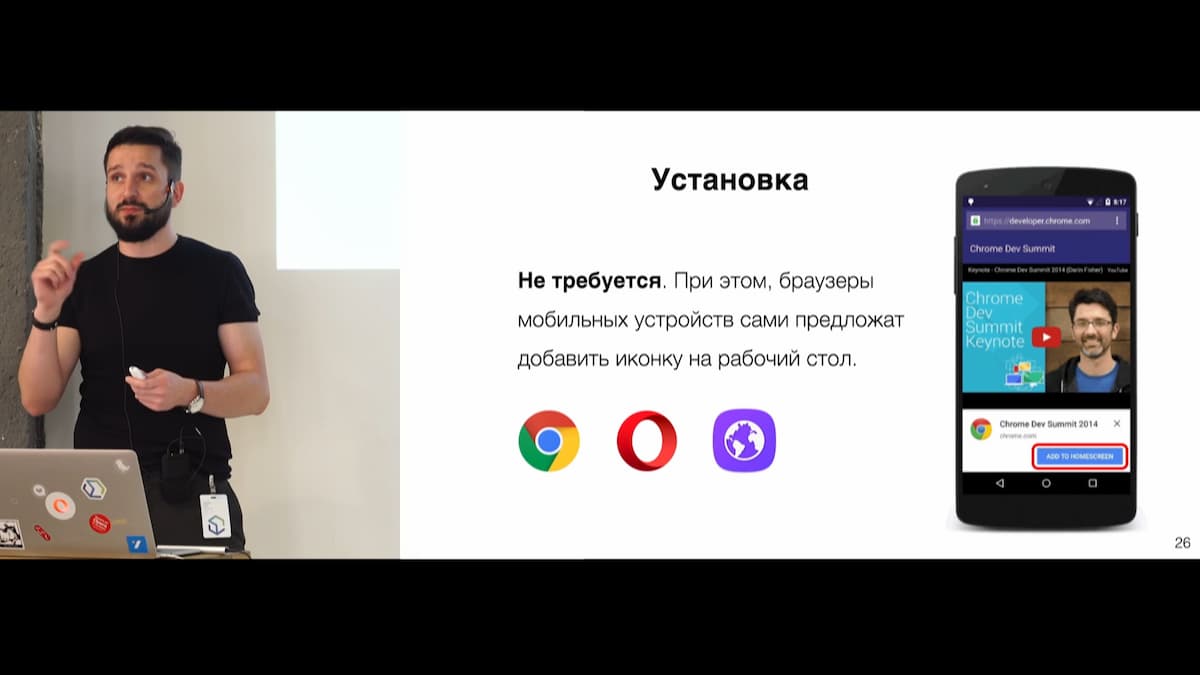 Установка
Не требуется. При этом, браузеры
мобильных устройств сами предложат
добавить иконку на рабочий стол.
8:17
https://developer.chrome.com
Chrome Dev Summit
Keynote - Chrome Dev Summit 2014 (Darin Fisher) YouTube
Chrome
Dev
Summit
Keynote
Chrome Dev Summit 2014
chrome.com
ADD TO HOMESCREEN
26